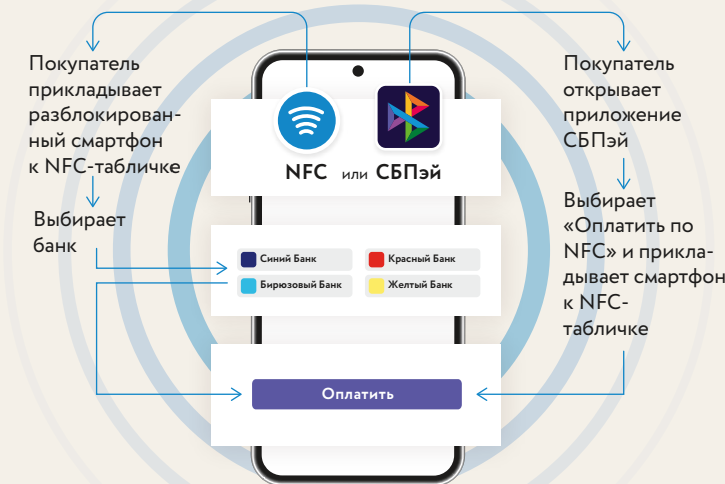 Покупатель
прикладывает
разблокирован-
ный смартфон
к NFC-табличке
Выбирает
банк
NFC или СБПэй
Синий Банк
Красный Банк
Бирюзовый Банк
Желтый Банк
Оплатить
Покупатель
открывает
приложение
СБПэй
Выбирает
«Оплатить по
NFC» и прикла-
дывает смартфон
к NFC-
табличке